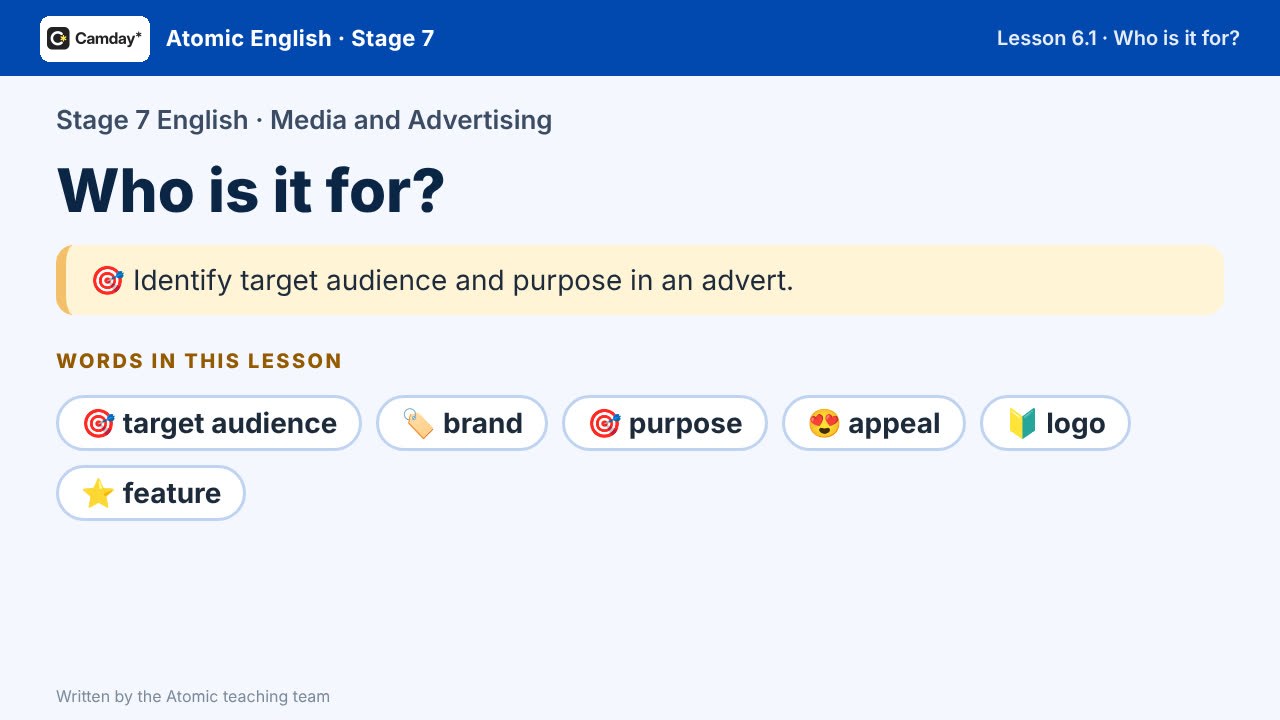 Camday*
Atomic English · Stage 7
Lesson 6.1 · Who is it for?
Stage 7 English · Media and Advertising
Who is it for?
🎯 Identify target audience and purpose in an advert.
WORDS IN THIS LESSON
🎯 target audience
🏷️ brand
🎯 purpose
😍 appeal
🔰 logo
⭐ feature
Written by the Atomic teaching team